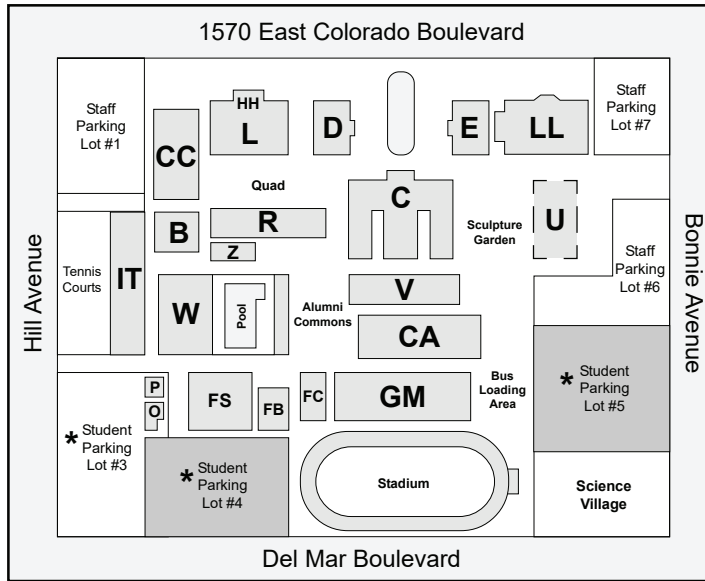 1570 East Colorado Boulevard
Staff
Parking
Lot #1
CC
HH
L
D
E
LL
Staff
Parking
Lot #7
Quad
C
Sculpture
Garden
U
B
R
Z
Hill Avenue
Tennis
Courts
IT
W
Pool
Alumni
Commons
V
CA
Staff
Parking
Lot #6
Bonnie Avenue
* Student
Parking
Lot #5
Bus
Loading
Area
P
O
FS
FB
FC
GM
* Student
Parking
Lot #3
* Student
Parking
Lot #4
Stadium
Science
Village
Del Mar Boulevard